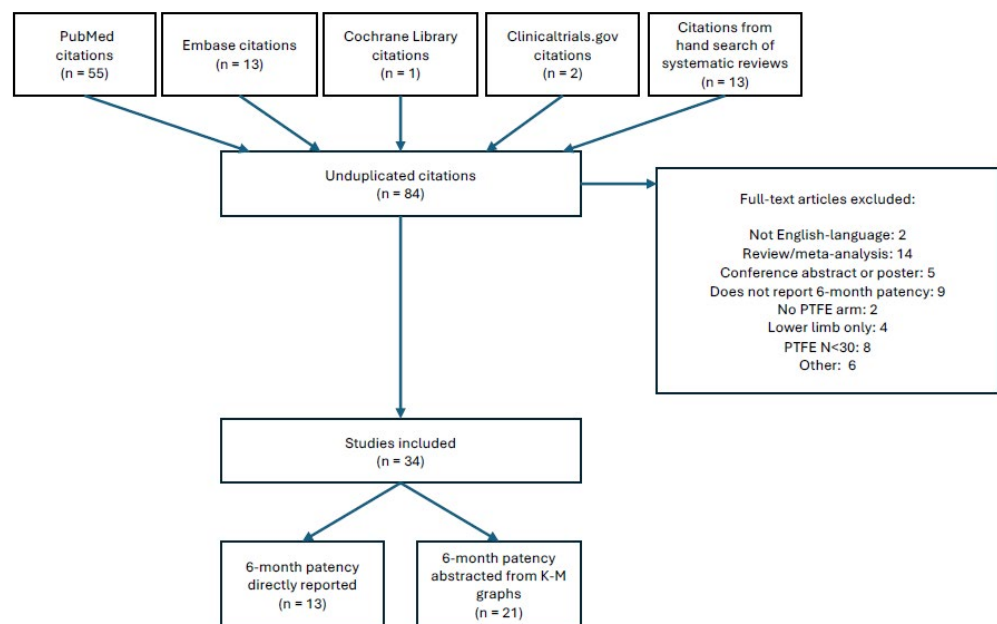 PubMed
citations
(n = 55)
Embase citations
(n = 13)
Cochrane Library
citations
(n = 1)
Clinicaltrials.gov
citations
(n = 2)
Citations from
hand search of
systematic reviews
(n = 13)
Unduplicated citations
(n = 84)
Full-text articles excluded:
Not English-language: 2
Review/meta-analysis: 14
Conference abstract or poster: 5
Does not report 6-month patency: 9
No PTFE arm: 2
Lower limb only: 4
PTFE N<30: 8
Other: 6
Studies included
(n = 34)
6-month patency
directly reported
(n = 13)
6-month patency
abstracted from K-M
graphs
(n = 21)